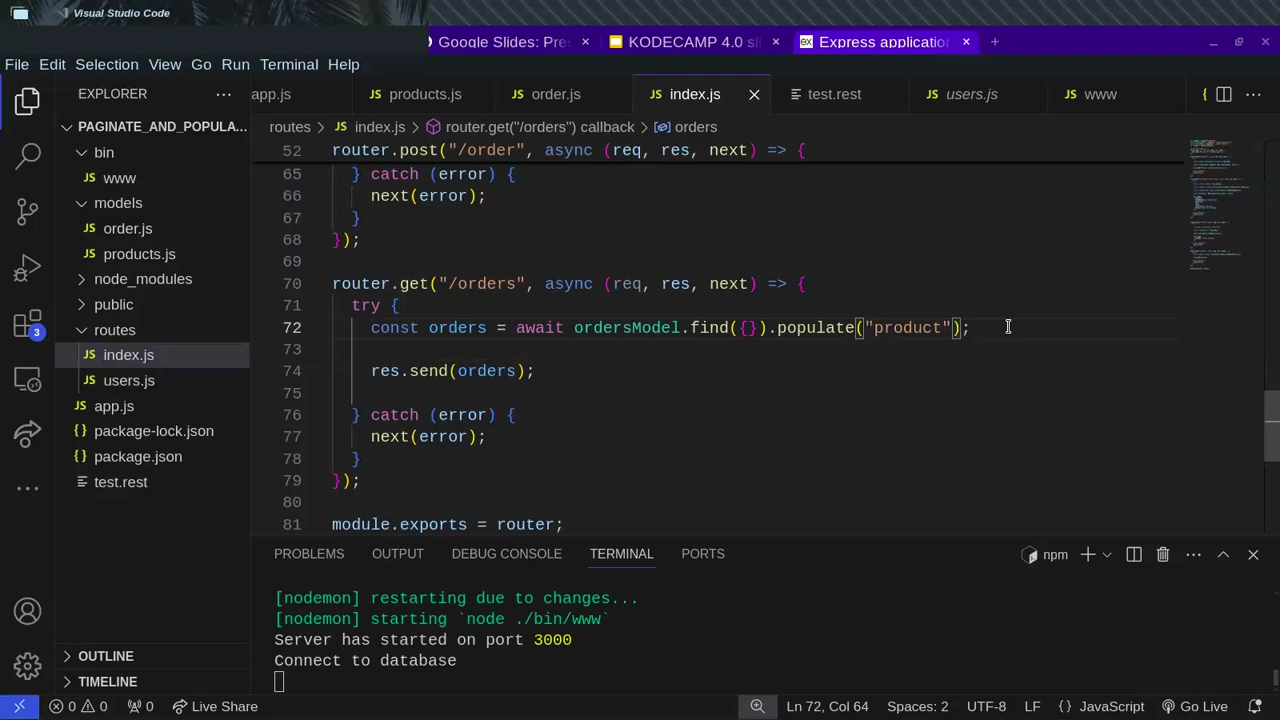 Visual Studio Code
Google Slides: Pre
KODECAMP 4.0 sl
Express applicatio
File Edit Selection View Go Run Terminal Help
EXPLORER
app.js products.js order.js index.js test.rest users.js www
PAGINATE_AND_POPULA...
routes > index.js > router.get("/orders") callback > orders
bin
www
models
order.js
products.js
node_modules
public
routes
index.js
users.js
app.js
package-lock.json
package.json
test.rest
3
OUTLINE
TIMELINE
52 router.post("/order", async (req, res, next) => {
65 } catch (error)
66 next(error);
67 }
68 });
69
70 router.get("/orders", async (req, res, next) => {
71 try {
72 const orders = await ordersModel.find({}).populate("product");
73
74 res.send(orders);
75
76 } catch (error) {
77 next(error);
78 }
79 });
80
81 module.exports = router;
PROBLEMS OUTPUT DEBUG CONSOLE TERMINAL PORTS
npm
[nodemon] restarting due to changes...
[nodemon] starting `node ./bin/www`
Server has started on port 3000
Connect to database
0 0 0 Live Share Ln 72, Col 64 Spaces: 2 UTF-8 LF {} JavaScript Go Live